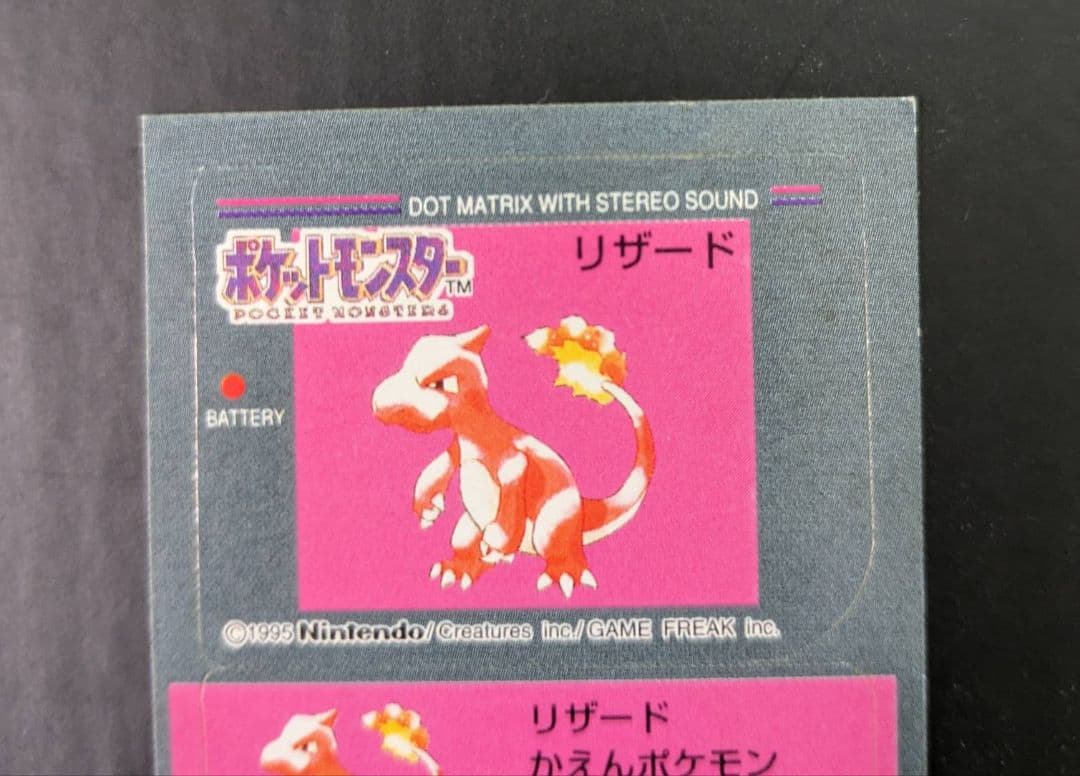 DOT MATRIX WITH STEREO SOUND
ポケットモンスター TM
POCKET MONSTERS
リザード
BATTERY
©1995 Nintendo/Creatures inc./GAME FREAK inc.
リザード
かえんポケモン